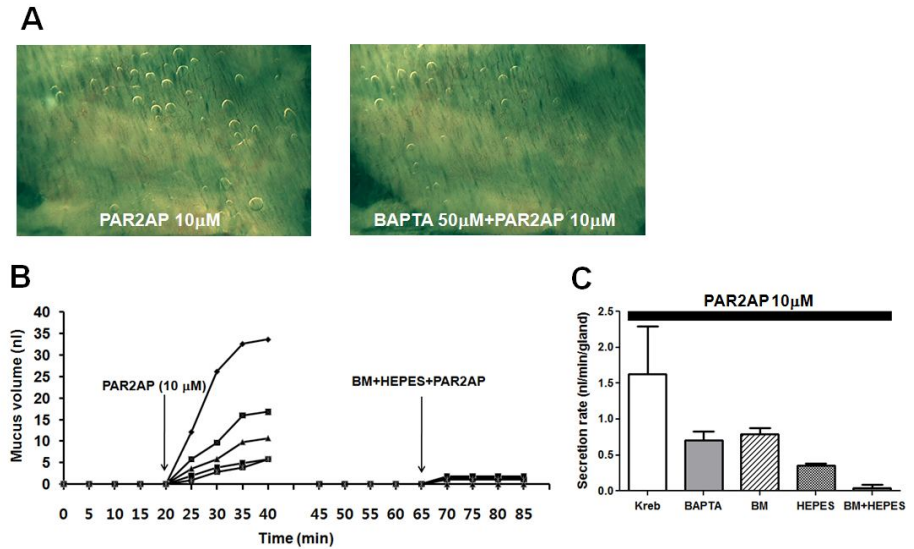 A
PAR2AP 10μM
BAPTA 50μM+PAR2AP 10μM
B
Mucus volume (nl)
40
35
30
25
20
15
10
5
0
PAR2AP (10 μM)
BM+HEPES+PAR2AP
0 5 10 15 20 25 30 35 40 45 50 55 60 65 70 75 80 85
Time (min)
C
PAR2AP 10μM
Secretion rate (nl/min/gland)
2.5
2.0
1.5
1.0
0.5
0.0
Kreb BAPTA BM HEPES BM+HEPES